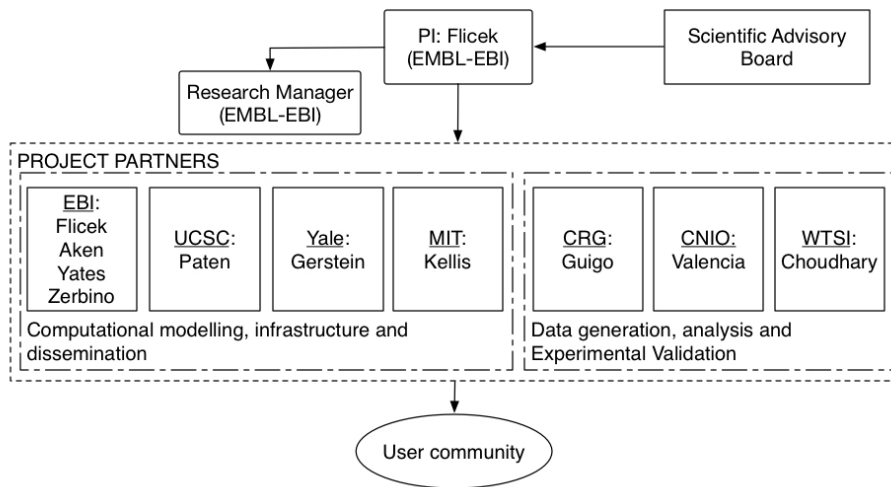 PI: Flicek
(EMBL-EBI)
Scientific Advisory
Board
Research Manager
(EMBL-EBI)
PROJECT PARTNERS
EBI:
Flicek
Aken
Yates
Zerbino
UCSC:
Paten
Yale:
Gerstein
MIT:
Kellis
Computational modelling, infrastructure and
dissemination
CRG:
Guigo
CNIO:
Valencia
WTSI:
Choudhary
Data generation, analysis and
Experimental Validation
User community